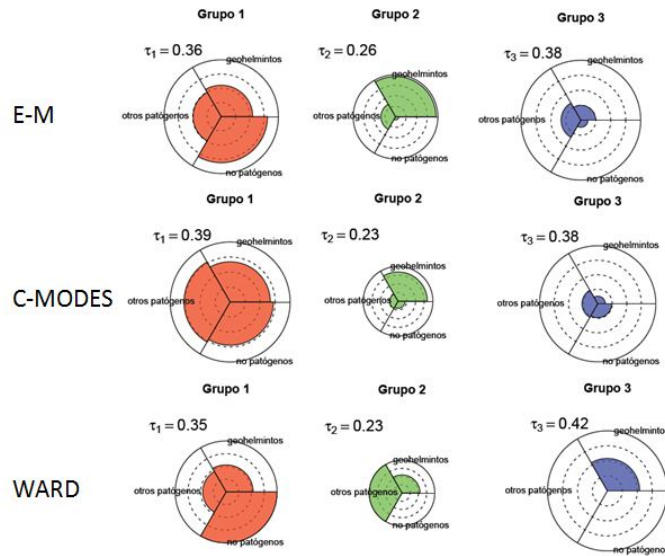 Grupo 1
Grupo 2
Grupo 3
E-M
τ1 = 0.36
geohelmintos
otros patógenos
no patógenos
τ2 = 0.26
geohelmintos
otros patógenos
no patógenos
τ3 = 0.38
geohelmintos
otros patógenos
no patógenos
Grupo 1
Grupo 2
Grupo 3
C-MODES
τ1 = 0.39
geohelmintos
otros patógenos
no patógenos
τ2 = 0.23
geohelmintos
otros patógenos
no patógenos
τ3 = 0.38
geohelmintos
otros patógenos
no patógenos
Grupo 1
Grupo 2
Grupo 3
WARD
τ1 = 0.35
geohelmintos
otros patógenos
no patógenos
τ2 = 0.23
geohelmintos
otros patógenos
no patógenos
τ3 = 0.42
geohelmintos
otros patógenos
no patógenos